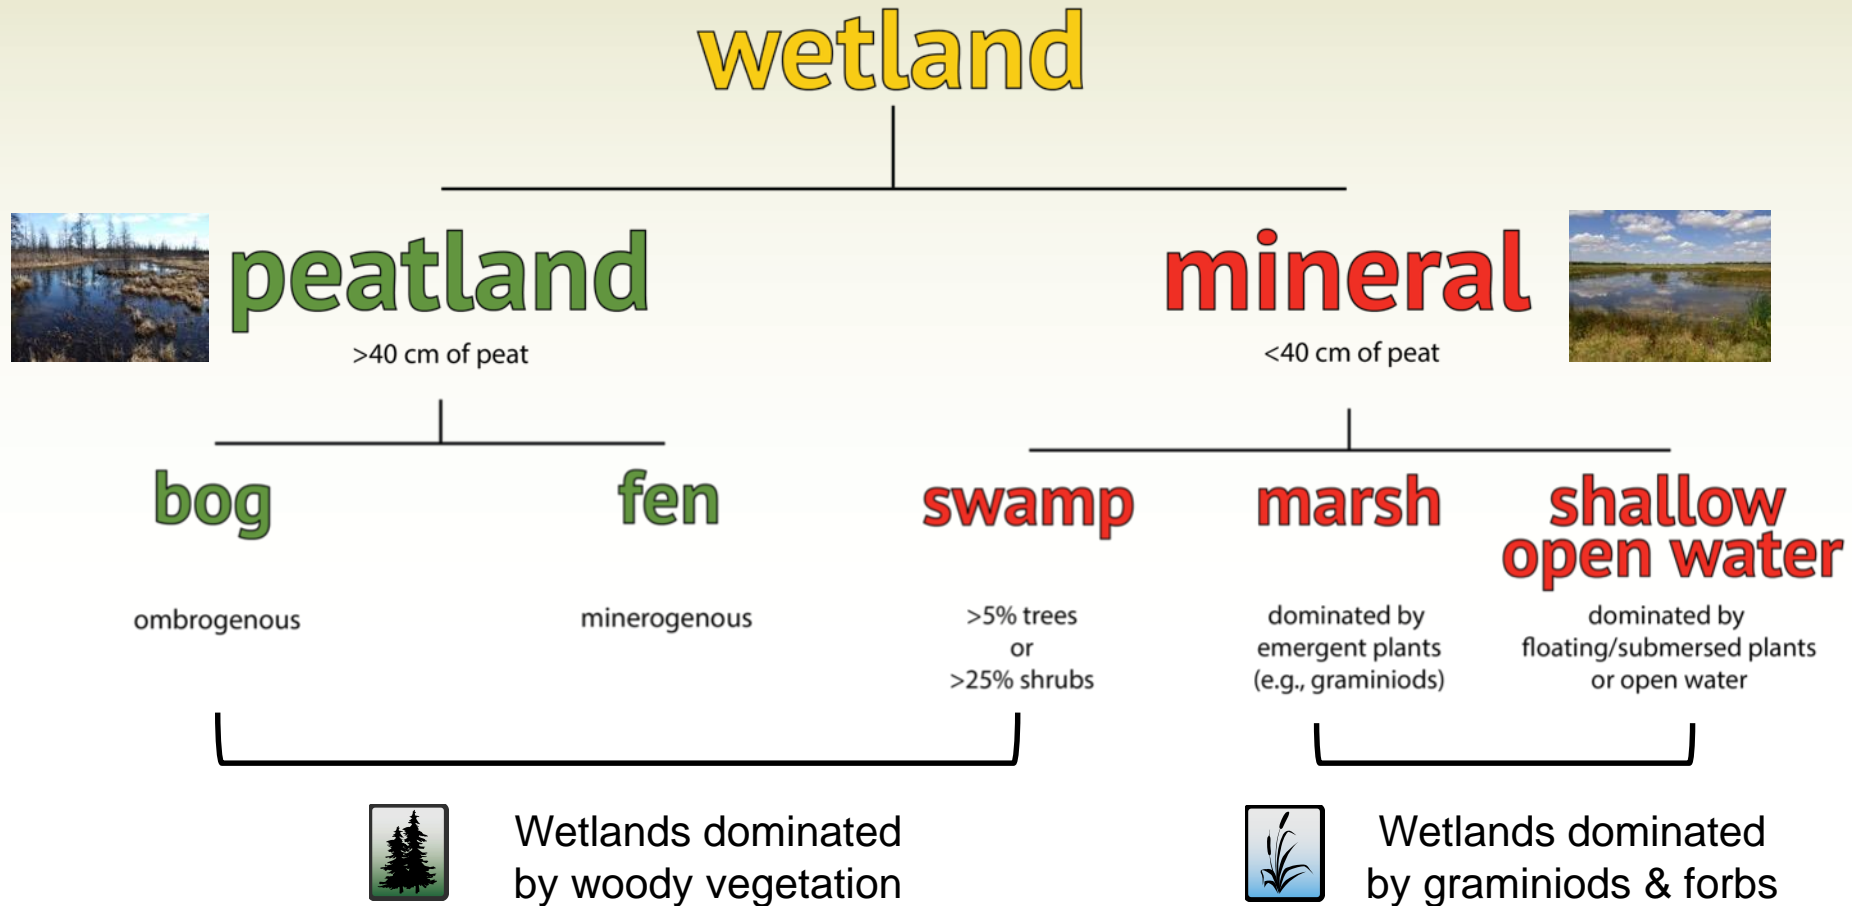 wetland
peatland
>40 cm of peat
mineral
<40 cm of peat
bog
ombrogenous
fen
minerogenous
swamp
>5% trees
or
>25% shrubs
marsh
dominated by
emergent plants
(e.g., graminiods)
shallow
open water
dominated by
floating/submersed plants
or open water
Wetlands dominated
by woody vegetation
Wetlands dominated
by graminiods & forbs